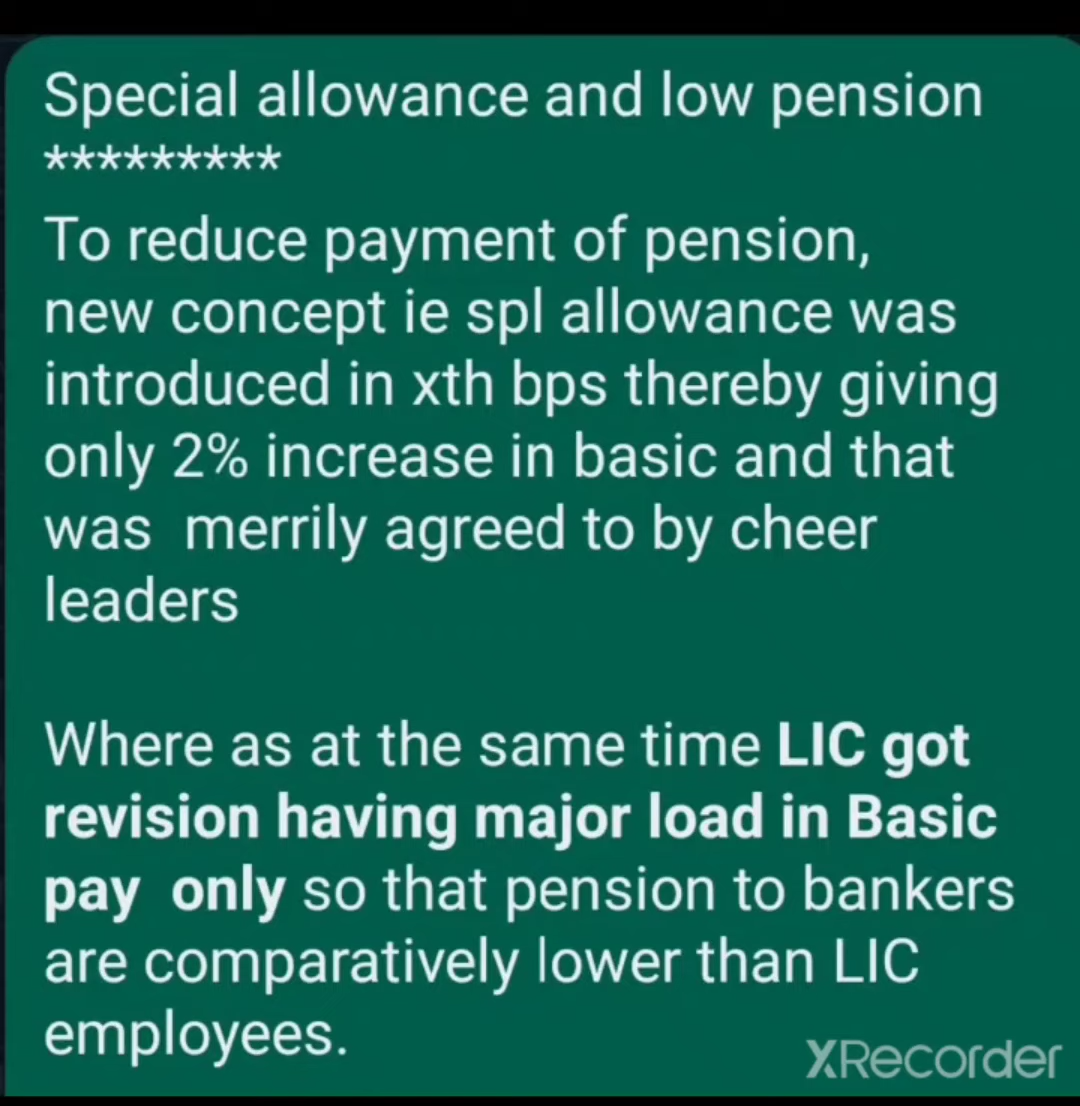 Special allowance and low pension
*********
To reduce payment of pension,
new concept ie spl allowance was
introduced in xth bps thereby giving
only 2% increase in basic and that
was  merrily agreed to by cheer
leaders
Where as at the same time LIC got
revision having major load in Basic
pay  only so that pension to bankers
are comparatively lower than LIC
employees.
XRecorder